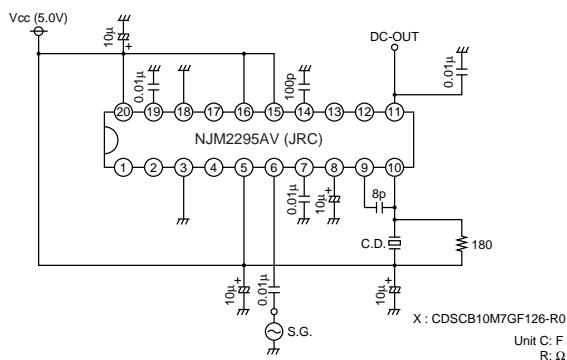 Vcc (5.0V)
DC-OUT
10μ
+
0.01μ
100p
0.01μ
20 19 18 17 16 15 14 13 12 11
NJM2295AV (JRC)
1 2 3 4 5 6 7 8 9 10
0.01μ
10μ
+
8p
C.D.
180
10μ
+
0.01μ
10μ
+
S.G.
X : CDSCB10M7GF126-R0
Unit C: F
R: Ω